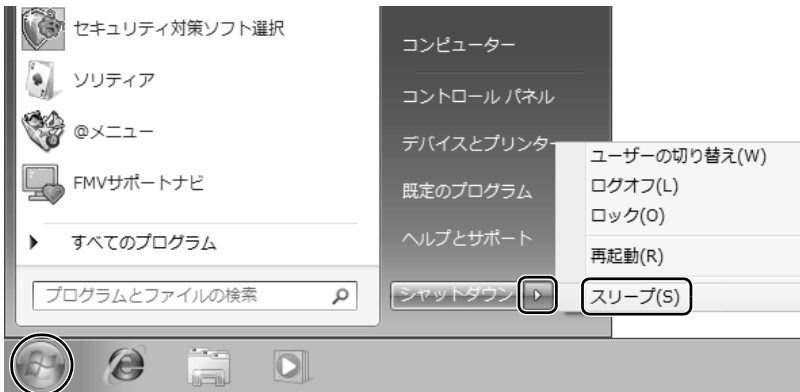 セキュリティ対策ソフト選択
ソリティア
@メニュー
FMVサポートナビ
すべてのプログラム
プログラムとファイルの検索
コンピューター
コントロール パネル
デバイスとプリンター
既定のプログラム
ヘルプとサポート
シャットダウン
ユーザーの切り替え(W)
ログオフ(L)
ロック(O)
再起動(R)
スリープ(S)